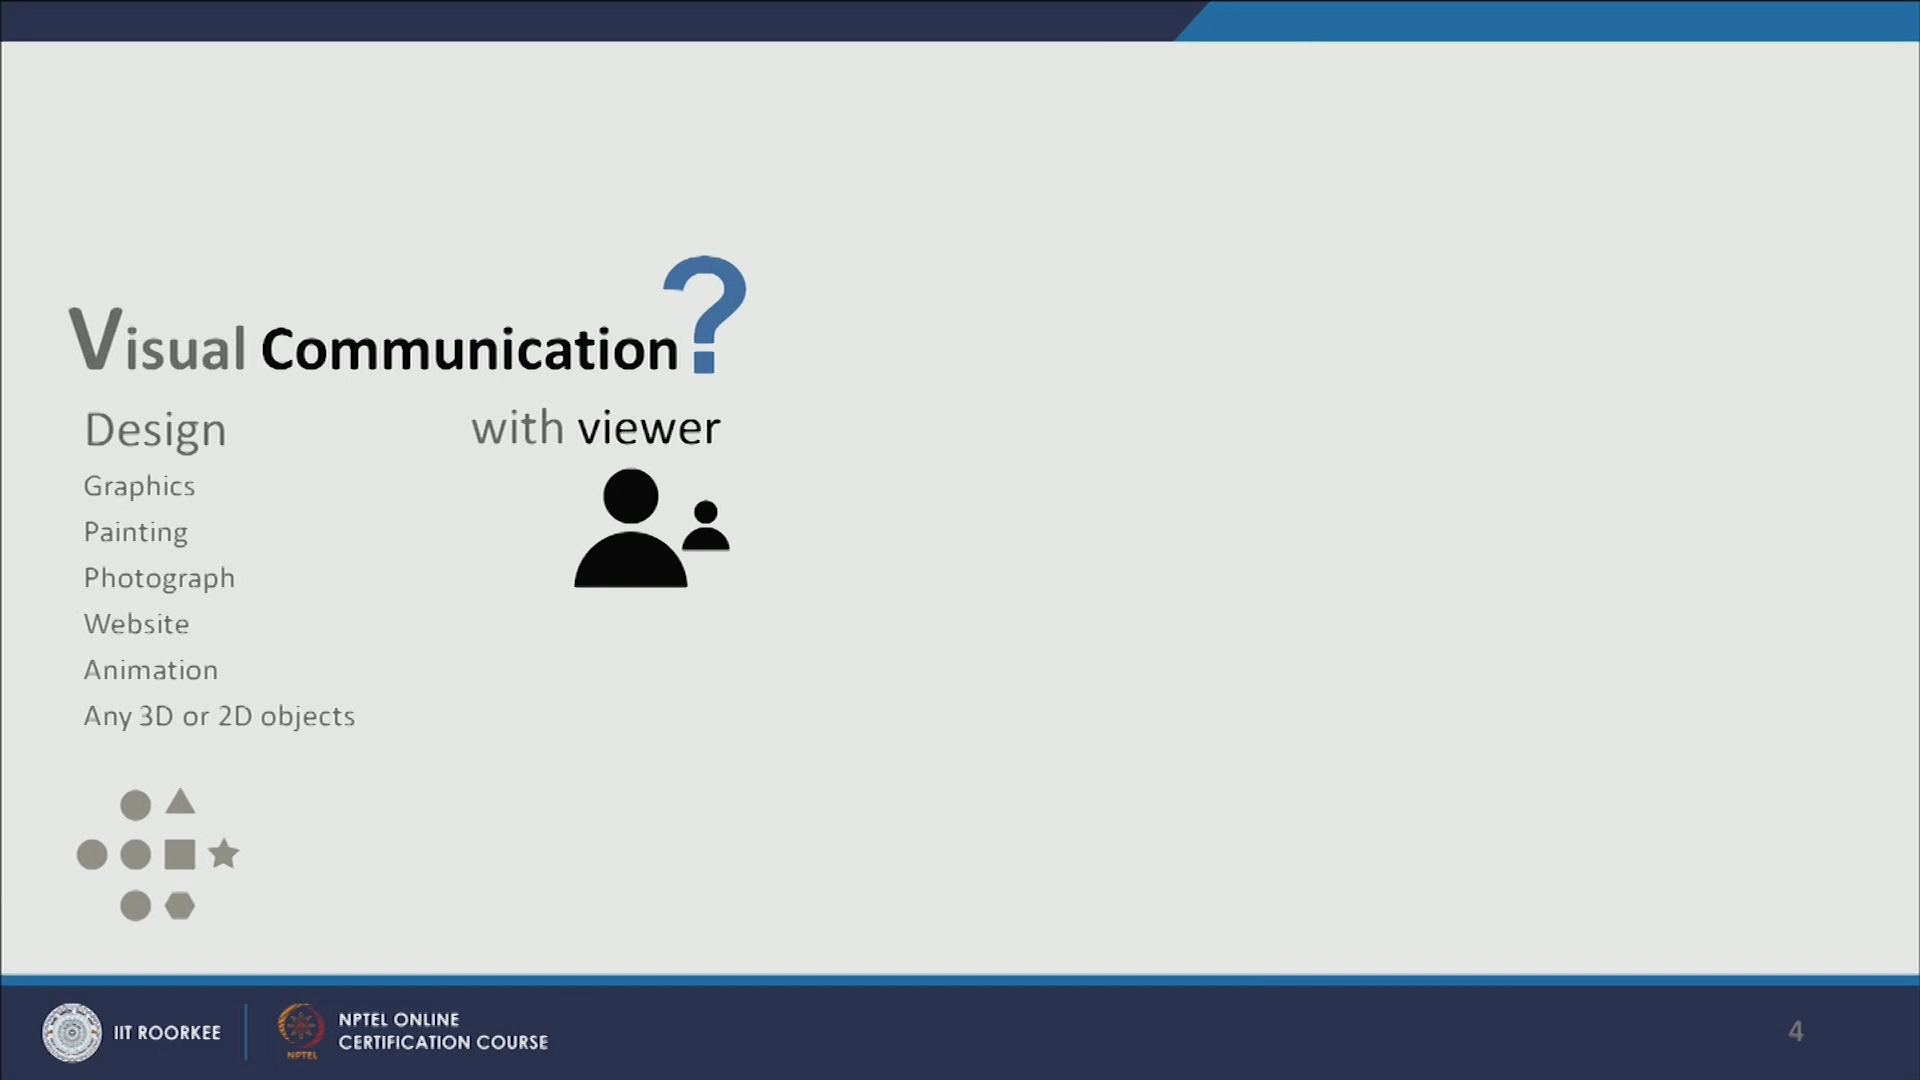 Visual Communication?
Design
with viewer
Graphics
Painting
Photograph
Website
Animation
Any 3D or 2D objects
IIT ROORKEE
NPTEL
NPTEL ONLINE
CERTIFICATION COURSE
4